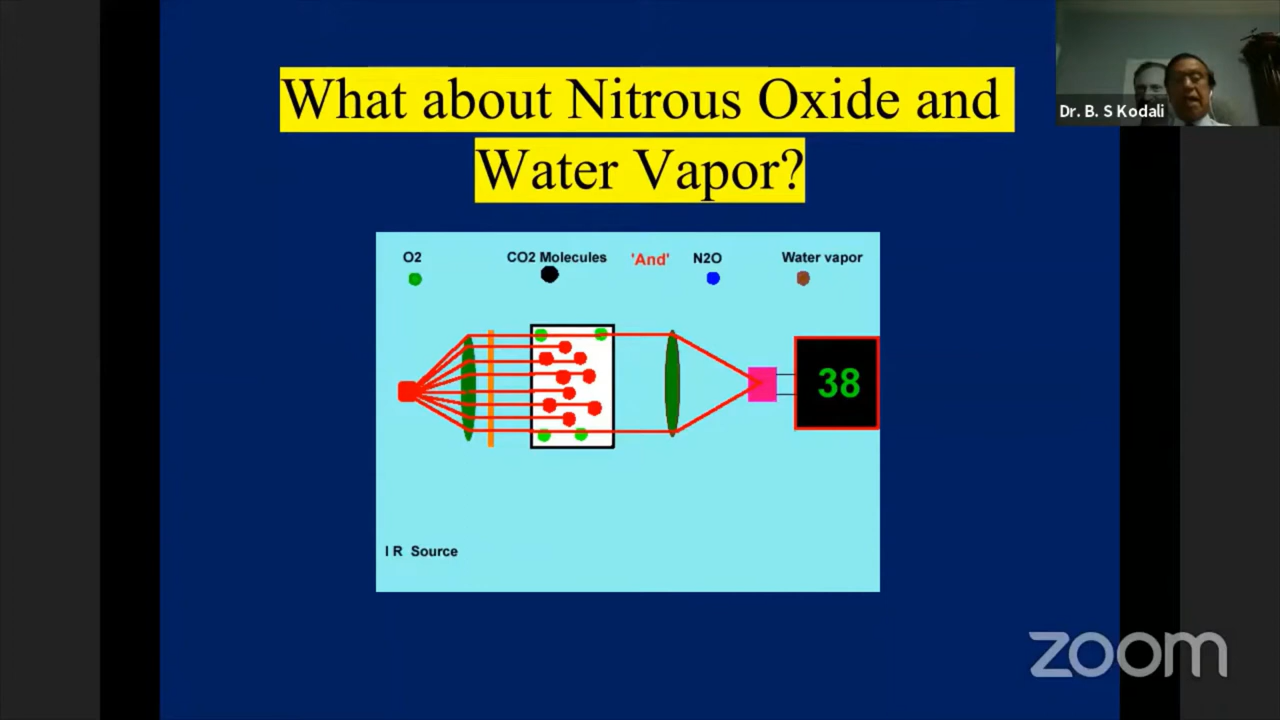 What about Nitrous Oxide and
Water Vapor?
Dr. B. S Kodali
O2
CO2 Molecules
'And'
N2O
Water vapor
38
I R Source
zoom